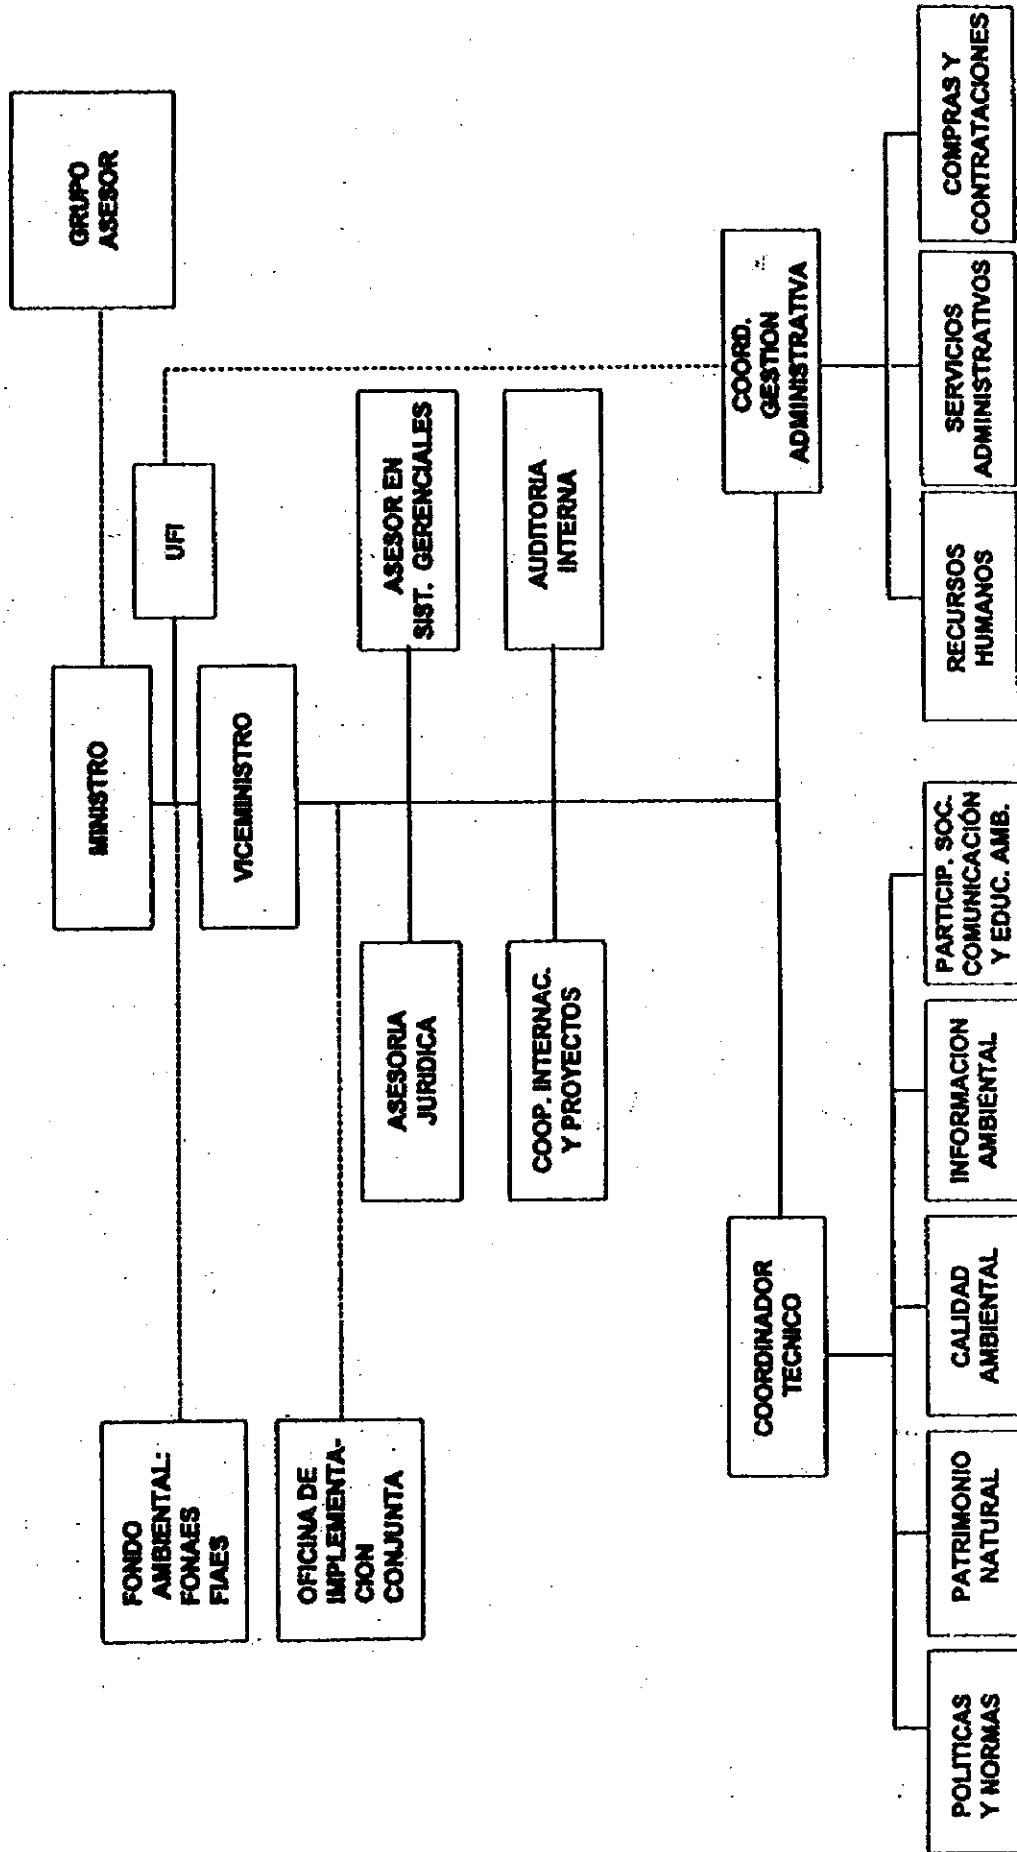 GRUPO
ASESOR
MINISTRO
UFI
FONDO
AMBIENTAL:
FONAES
FIAES
VICEMINISTRO
OFICINA DE
IMPLEMENTA-
CION
CONJUNTA
ASESORIA
JURIDICA
ASESOR EN
SIST. GERENCIALES
COOP. INTERNAC.
Y PROYECTOS
AUDITORIA
INTERNA
COORDINADOR
TECNICO
COORD.
GESTION
ADMINISTRATIVA
POLITICAS
Y NORMAS
PATRIMONIO
NATURAL
CALIDAD
AMBIENTAL
INFORMACION
AMBIENTAL
PARTICIP. SOC.
COMUNICACIÓN
Y EDUC. AMB.
RECURSOS
HUMANOS
SERVICIOS
ADMINISTRATIVOS
COMPRAS Y
CONTRATACIONES